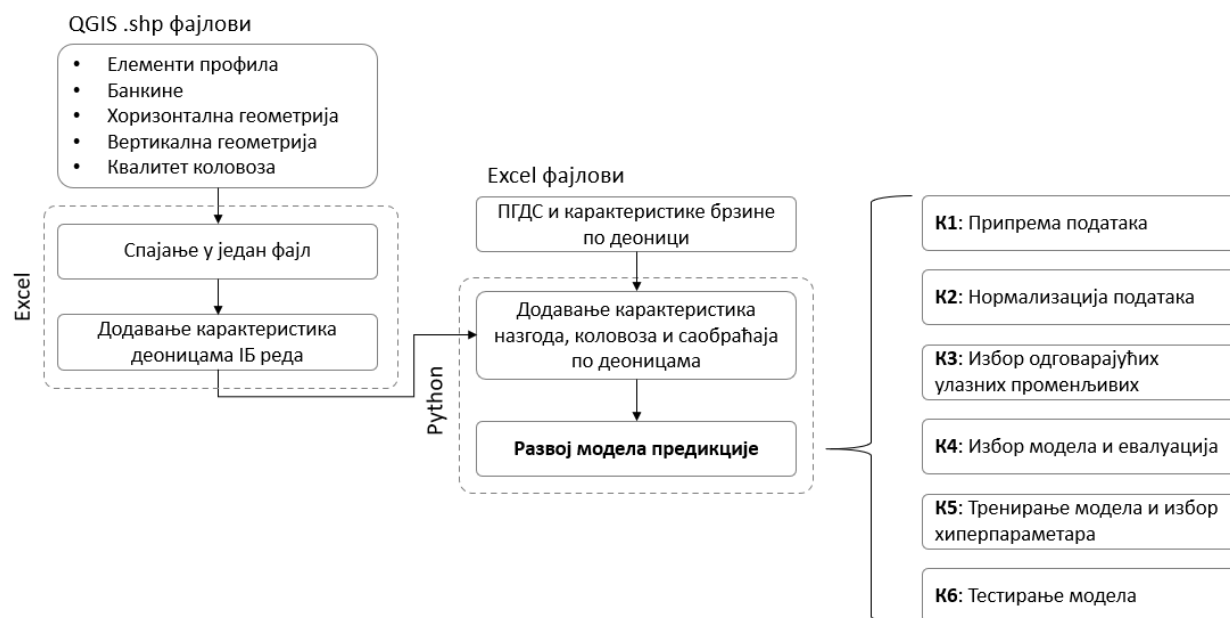 QGIS .shp фајлови
• Елементи профила
• Банкине
• Хоризонтална геометрија
• Вертикална геометрија
• Квалитет коловоза
Excel
Спајање у један фајл
Додавање карактеристика
деоницама IБ реда
Excel фајлови
ПГДС и карактеристике брзине
по деоници
Python
Додавање карактеристика
назгода, коловоза и саобраћаја
по деоницама
Развој модела предикције
К1: Припрема података
К2: Нормализација података
К3: Избор одговарајућих
улазних променљивих
К4: Избор модела и евалуација
К5: Тренирање модела и избор
хиперпараметара
К6: Тестирање модела